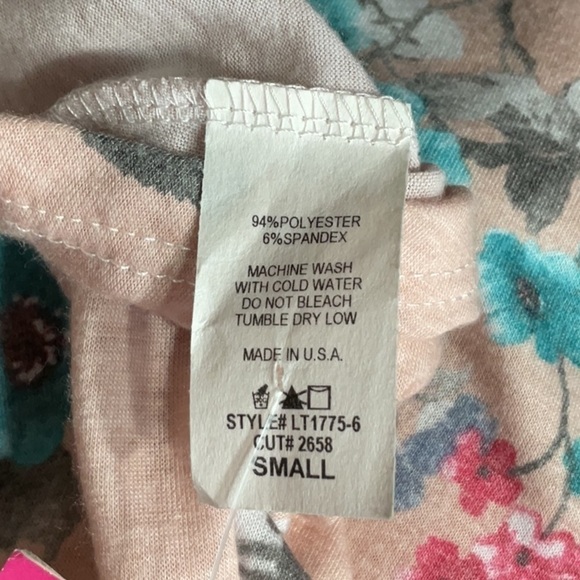 94%POLYESTER
6%SPANDEX
MACHINE WASH
WITH COLD WATER
DO NOT BLEACH
TUMBLE DRY LOW
MADE IN U.S.A.
STYLE# LT1775-6
CUT# 2658
SMALL